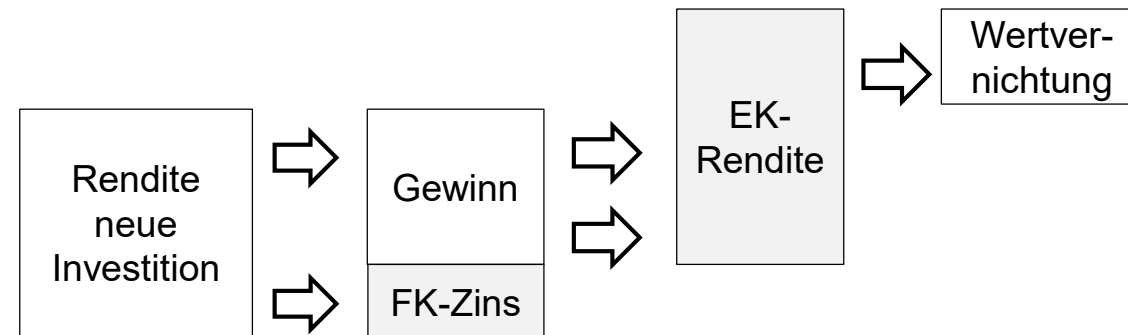 Rendite
neue
Investition
Gewinn
FK-Zins
EK-
Rendite
Wertver-
nichtung